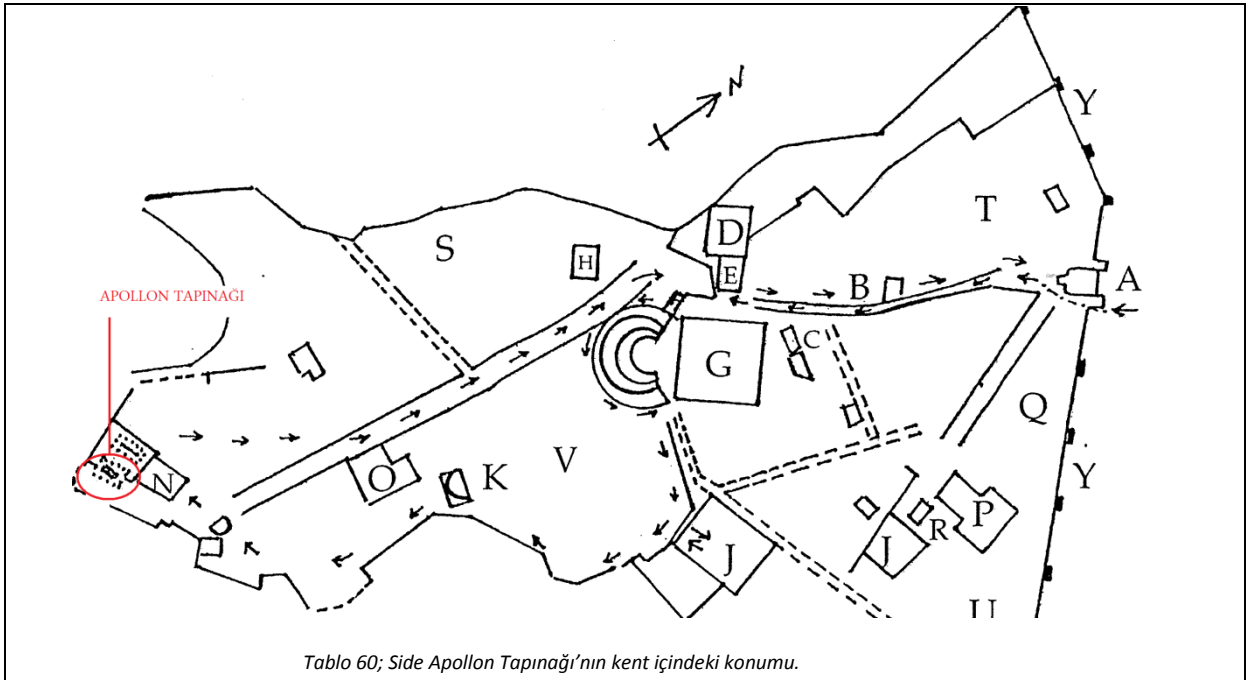 N
Y
T
D
S
H
E
A
B
APOLLON TAPINAĞI
C
G
Q
V
O
K
N
Y
P
R
J
J
U
Tablo 60; Side Apollon Tapınağı’nın kent içindeki konumu.